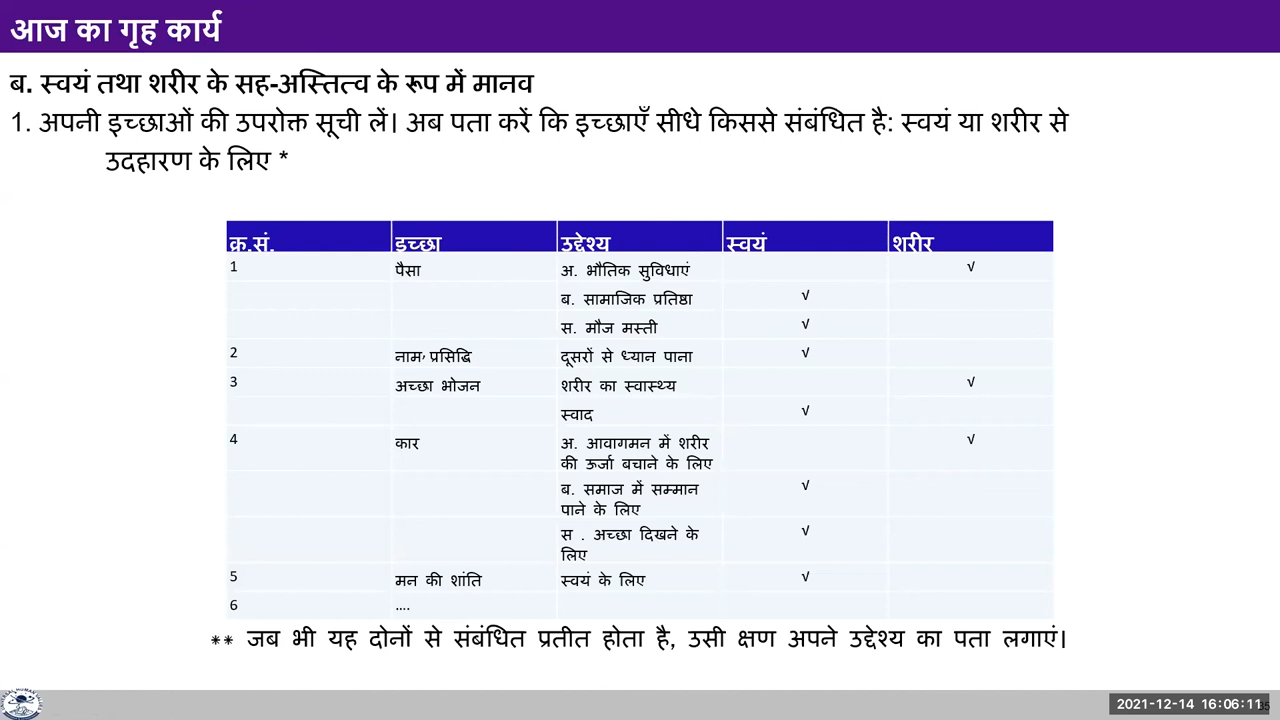 आज का गृह कार्य
ब. स्वयं तथा शरीर के सह-अस्तित्व के रूप में मानव
1. अपनी इच्छाओं की उपरोक्त सूची लें। अब पता करें कि इच्छाएँ सीधे किससे संबंधित है: स्वयं या शरीर से
उदहारण के लिए *
क्र.सं. इच्छा उद्देश्य स्वयं शरीर
1 पैसा अ. भौतिक सुविधाएं √
ब. सामाजिक प्रतिष्ठा √
स. मौज मस्ती √
2 नाम, प्रसिद्धि दूसरों से ध्यान पाना √
3 अच्छा भोजन शरीर का स्वास्थ्य √
स्वाद √
4 कार अ. आवागमन में शरीर √
की ऊर्जा बचाने के लिए
ब. समाज में सम्मान √
पाने के लिए
स . अच्छा दिखने के √
लिए
5 मन की शांति स्वयं के लिए √
6 ....
** जब भी यह दोनों से संबंधित प्रतीत होता है, उसी क्षण अपने उद्देश्य का पता लगाएं।
2021-12-14 16:06:11